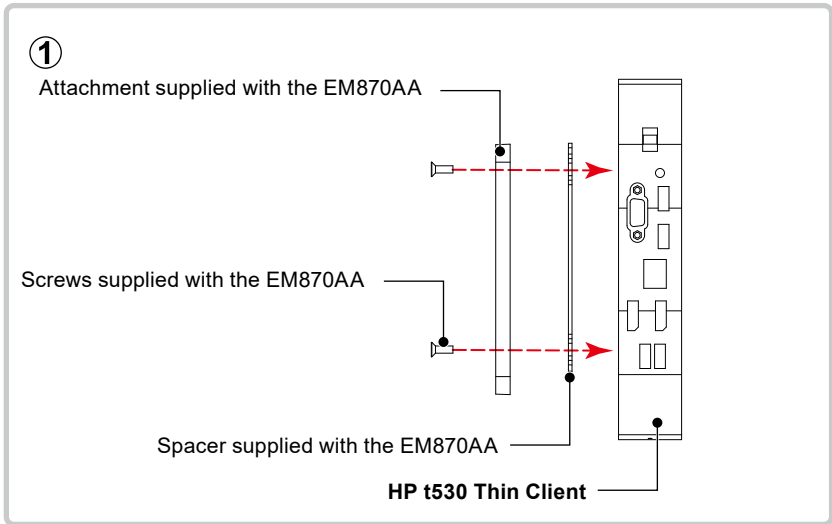 ①
Attachment supplied with the EM870AA
Screws supplied with the EM870AA
Spacer supplied with the EM870AA
HP t530 Thin Client